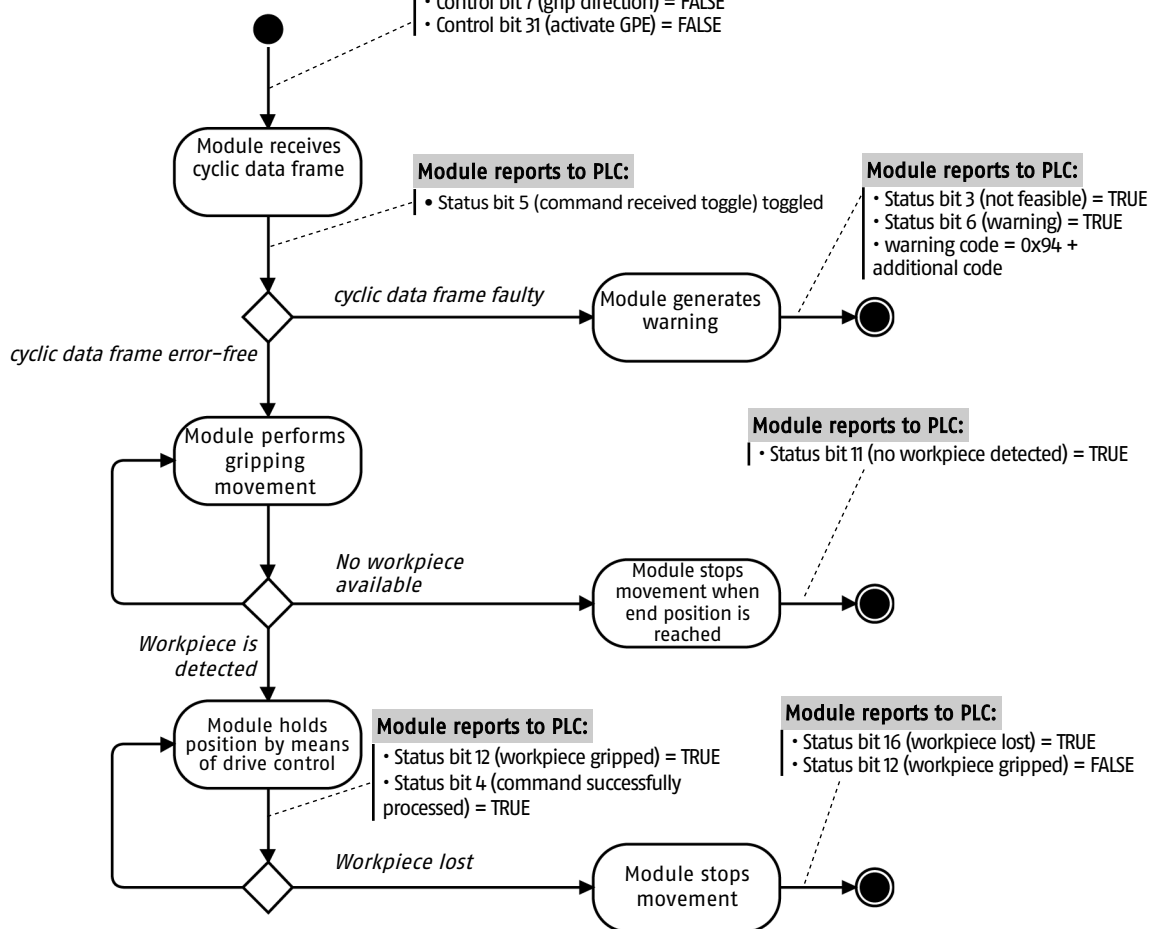 • Control bit 7 (grip direction) = FALSE
• Control bit 31 (activate GPE) = FALSE
Module receives
cyclic data frame
Module reports to PLC:
• Status bit 5 (command received toggle) toggled
Module reports to PLC:
• Status bit 3 (not feasible) = TRUE
• Status bit 6 (warning) = TRUE
• warning code = 0x94 +
additional code
cyclic data frame faulty
Module generates
warning
cyclic data frame error-free
Module performs
gripping
movement
Module reports to PLC:
• Status bit 11 (no workpiece detected) = TRUE
No workpiece
available
Module stops
movement when
end position is
reached
Workpiece is
detected
Module holds
position by means
of drive control
Module reports to PLC:
• Status bit 12 (workpiece gripped) = TRUE
• Status bit 4 (command successfully
processed) = TRUE
Module reports to PLC:
• Status bit 16 (workpiece lost) = TRUE
• Status bit 12 (workpiece gripped) = FALSE
Workpiece lost
Module stops
movement